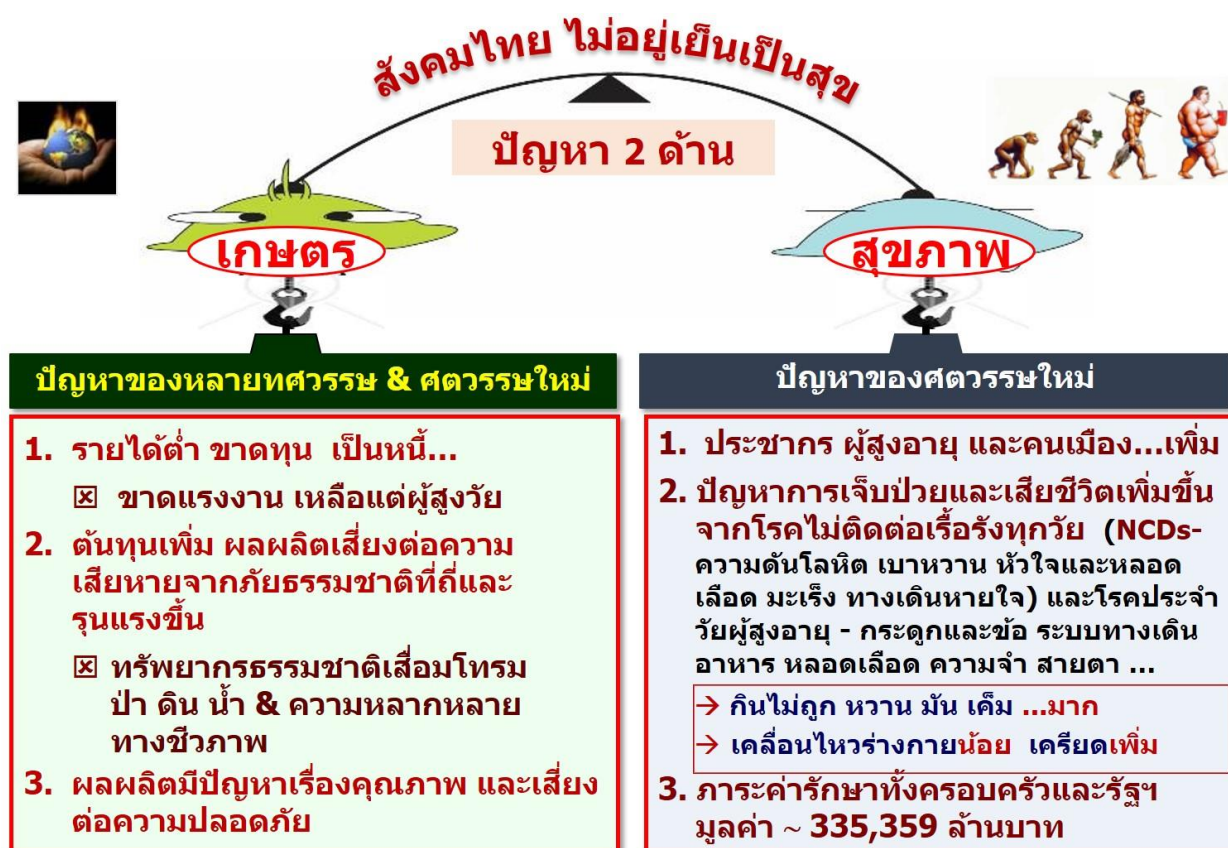 สังคมไทย ไม่อยู่เย็นเป็นสุข
ปัญหา 2 ด้าน
เกษตร
สุขภาพ
ปัญหาของหลายทศวรรษ & ศตวรรษใหม่
1. รายได้ต่ำ ขาดทุน เป็นหนี้...
☒ ขาดแรงงาน เหลือแต่ผู้สูงวัย
2. ต้นทุนเพิ่ม ผลผลิตเสี่ยงต่อความ
เสียหายจากภัยธรรมชาติที่ถี่และ
รุนแรงขึ้น
☒ ทรัพยากรธรรมชาติเสื่อมโทรม
ป่า ดิน น้ำ & ความหลากหลาย
ทางชีวภาพ
3. ผลผลิตมีปัญหาเรื่องคุณภาพ และเสี่ยง
ต่อความปลอดภัย
ปัญหาของศตวรรษใหม่
1. ประชากร ผู้สูงอายุ และคนเมือง...เพิ่ม
2. ปัญหาการเจ็บป่วยและเสียชีวิตเพิ่มขึ้น
จากโรคไม่ติดต่อเรื้อรังทุกวัย (NCDs-
ความดันโลหิต เบาหวาน หัวใจและหลอด
เลือด มะเร็ง ทางเดินหายใจ) และโรคประจำ
วัยผู้สูงอายุ - กระดูกและข้อ ระบบทางเดิน
อาหาร หลอดเลือด ความจำ สายตา ...
→ กินไม่ถูก หวาน มัน เค็ม ...มาก
→ เคลื่อนไหวร่างกายน้อย เครียดเพิ่ม
3. ภาระค่ารักษาทั้งครอบครัวและรัฐฯ
มูลค่า ~ 335,359 ล้านบาท